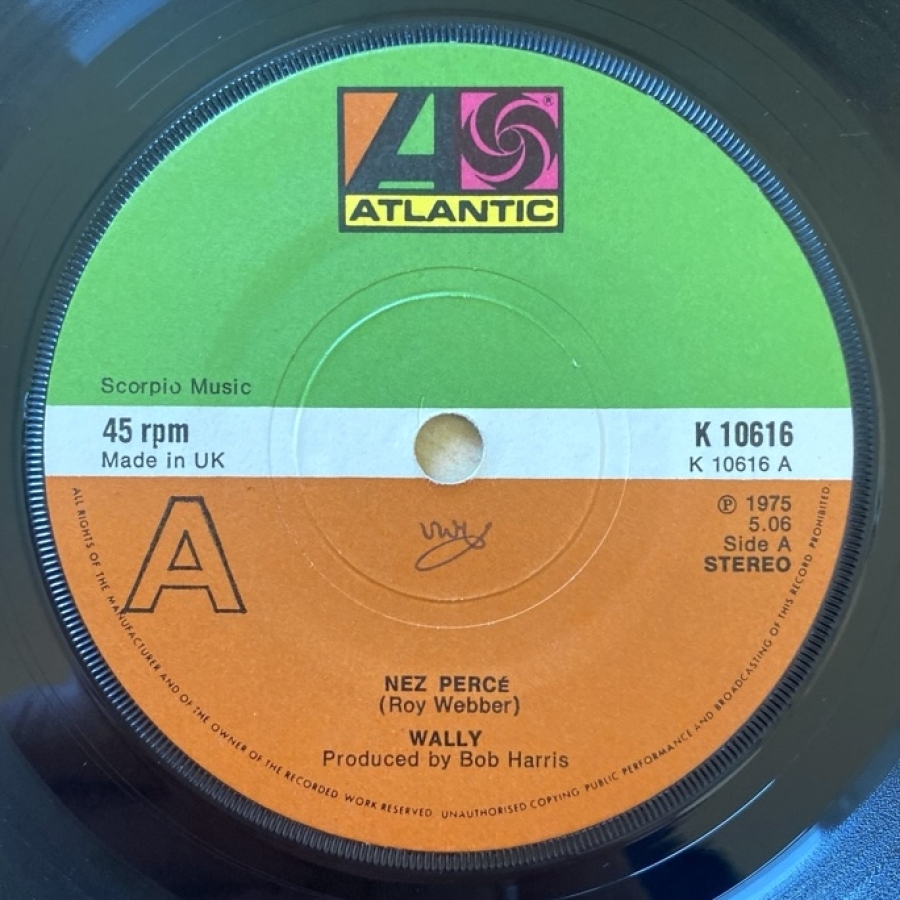 A
ATLANTIC
®
Scorpio Music
45 rpm
Made in UK
K 10616
K 10616 A
A
℗ 1975
5.06
Side A
STEREO
NEZ PERCÉ
(Roy Webber)
WALLY
Produced by Bob Harris
ALL RIGHTS OF THE MANUFACTURER AND OF THE OWNER OF THE RECORDED WORK RESERVED. UNAUTHORISED COPYING PUBLIC PERFORMANCE AND BROADCASTING OF THIS RECORD PROHIBITED